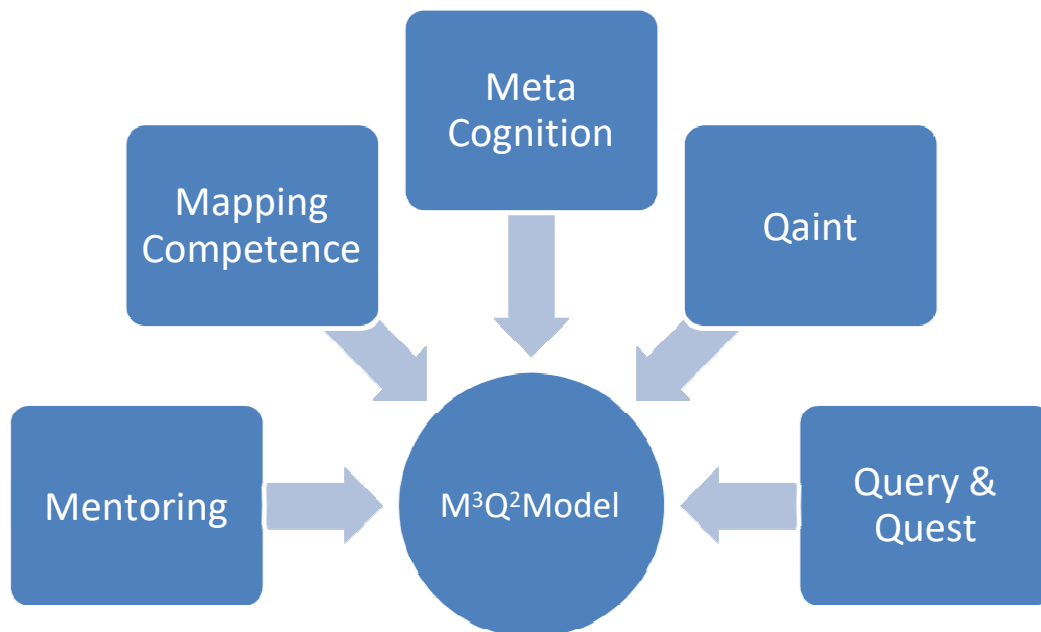 Meta
Cognition
Mapping
Competence
Qaint
Mentoring
M³Q²Model
Query &
Quest